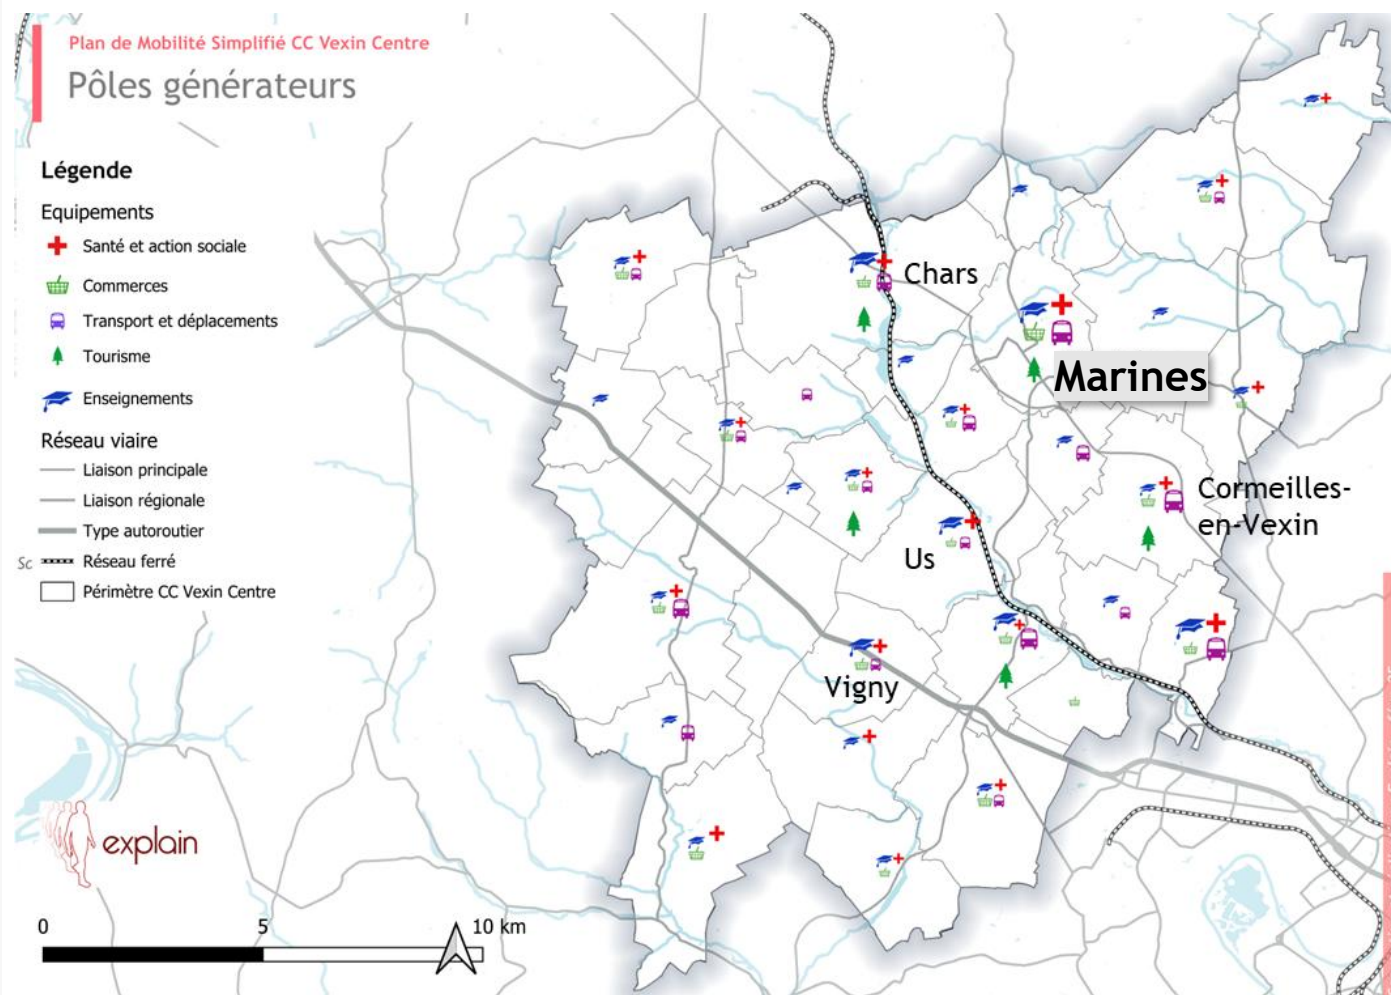 Plan de Mobilité Simplifié CC Vexin Centre
Pôles générateurs
Légende
Equipements
Santé et action sociale
Commerces
Transport et déplacements
Tourisme
Enseignements
Réseau viaire
Liaison principale
Liaison régionale
Type autoroutier
Sc
Réseau ferré
Périmètre CC Vexin Centre
Chars
Marines
Cormeilles-
en-Vexin
Us
Vigny
explain
0
5
10 km